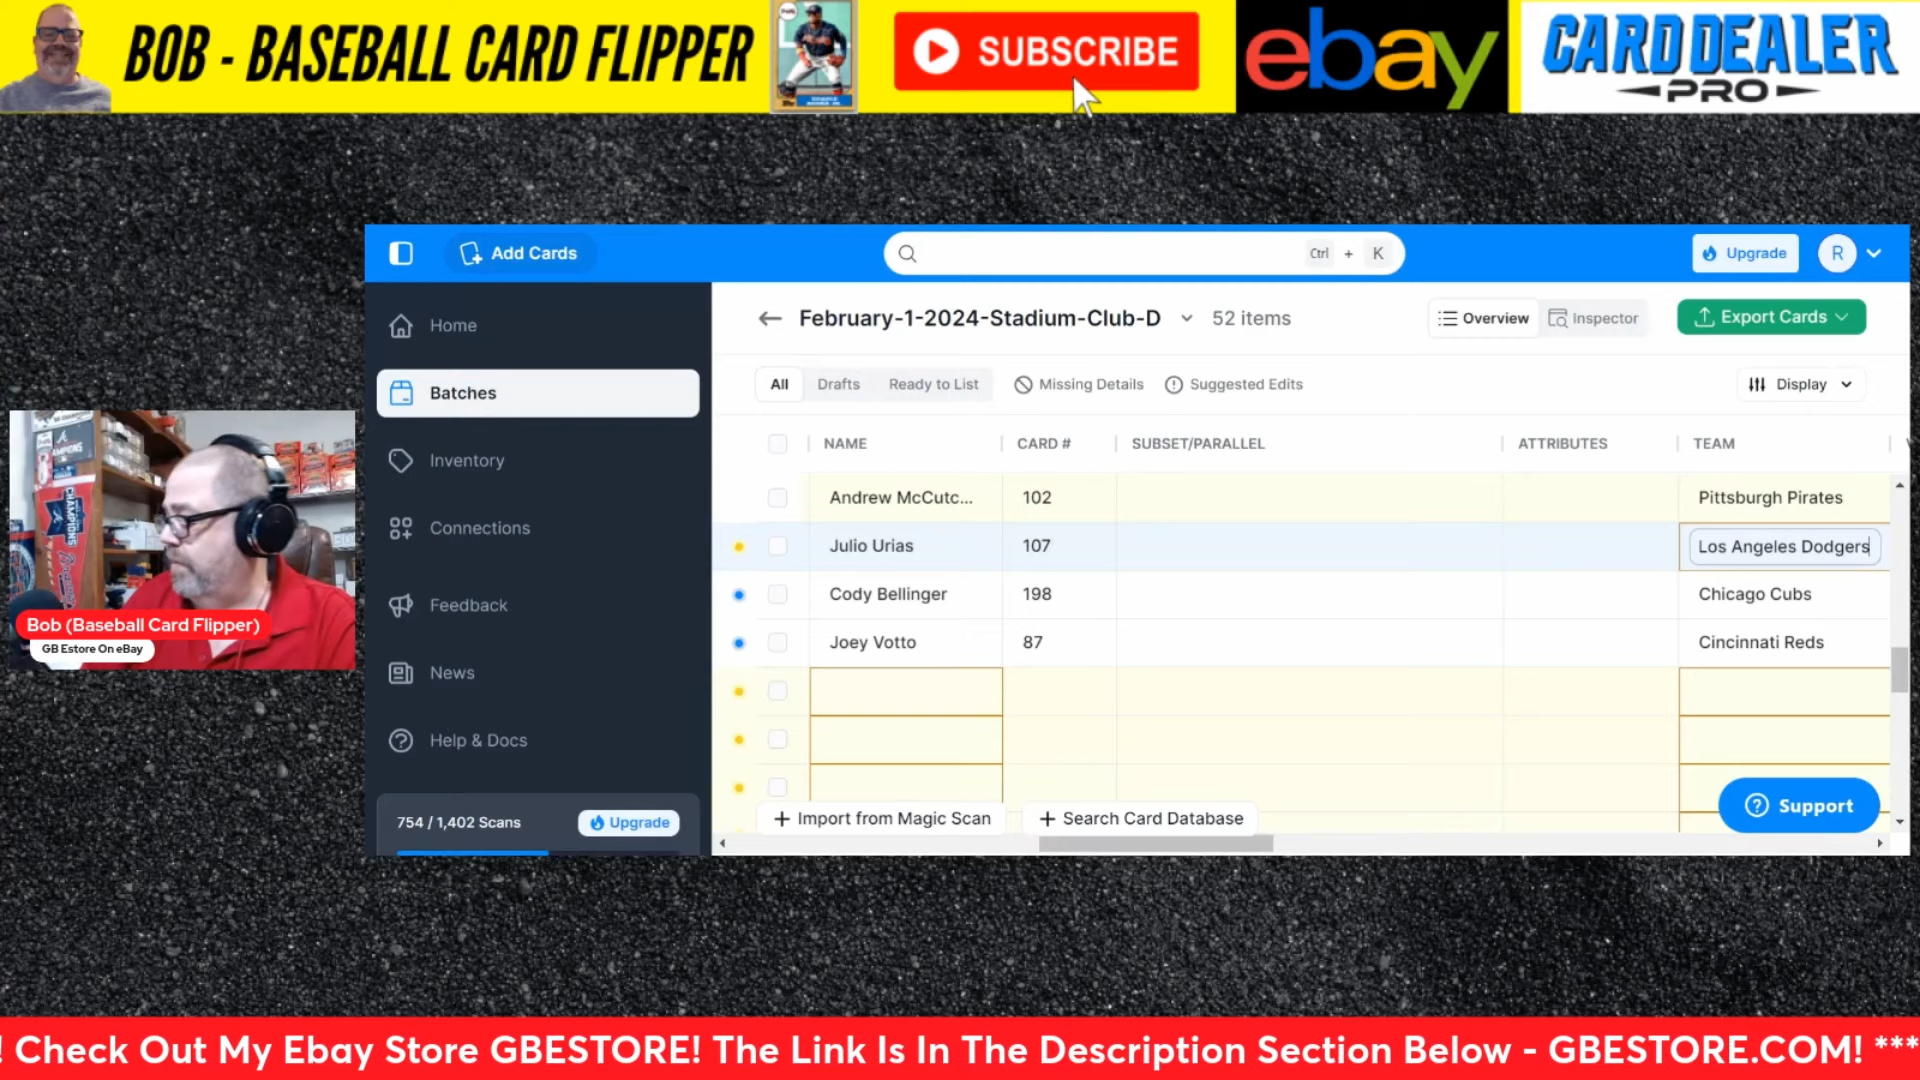 BOB - BASEBALL CARD FLIPPER
SUBSCRIBE
ebay
CARD DEALER
PRO
Add Cards
Ctrl + K
Upgrade
R
Home
Batches
Inventory
Connections
Feedback
News
Help & Docs
754 / 1,402 Scans
Upgrade
February-1-2024-Stadium-Club-D
52 items
Overview
Inspector
Export Cards
All
Drafts
Ready to List
Missing Details
Suggested Edits
Display
NAME CARD # SUBSET/PARALLEL ATTRIBUTES TEAM
Andrew McCutc... 102 Pittsburgh Pirates
Julio Urias 107 Los Angeles Dodgers
Cody Bellinger 198 Chicago Cubs
Joey Votto 87 Cincinnati Reds
+ Import from Magic Scan
+ Search Card Database
Support
CHAMPIONS
Bob (Baseball Card Flipper)
GB Estore On eBay
! Check Out My Ebay Store GBESTORE! The Link Is In The Description Section Below - GBESTORE.COM! ***